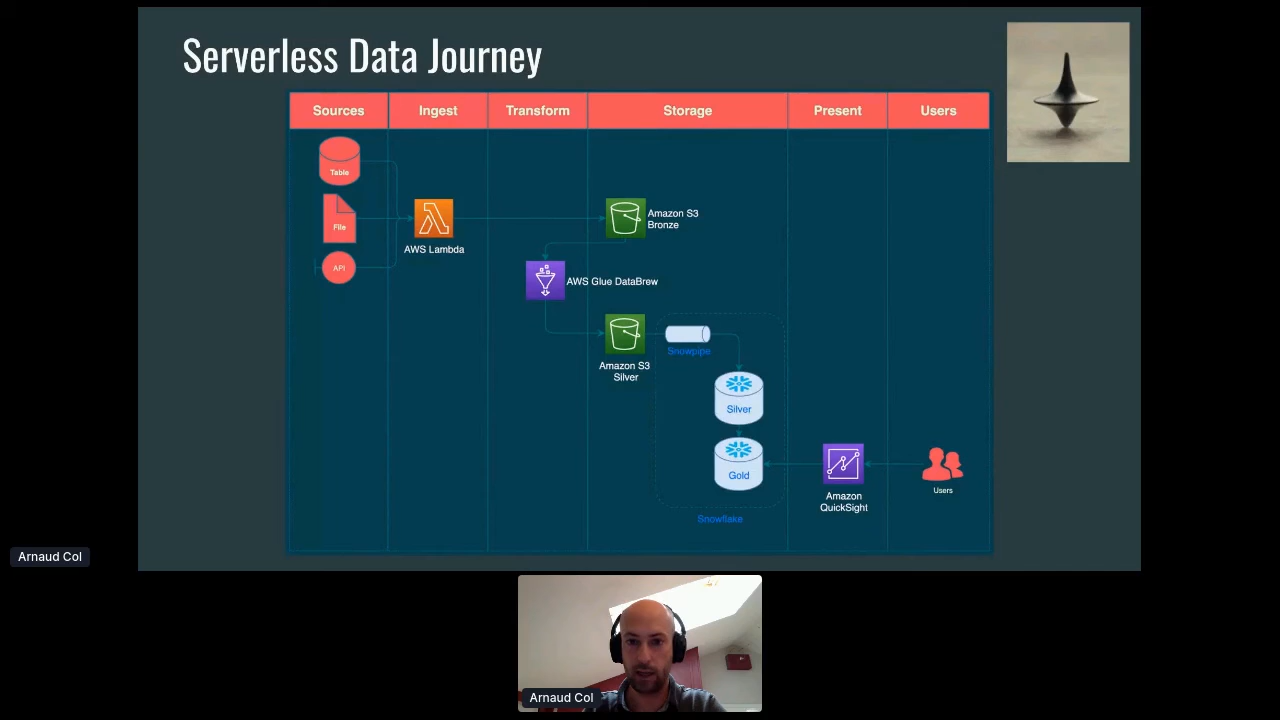 Serverless Data Journey
Sources
Ingest
Transform
Storage
Present
Users
Table
File
API
AWS Lambda
Amazon S3
Bronze
AWS Glue DataBrew
Amazon S3
Silver
Snowpipe
Silver
Gold
Snowflake
Amazon
QuickSight
Users
Arnaud Col
Arnaud Col